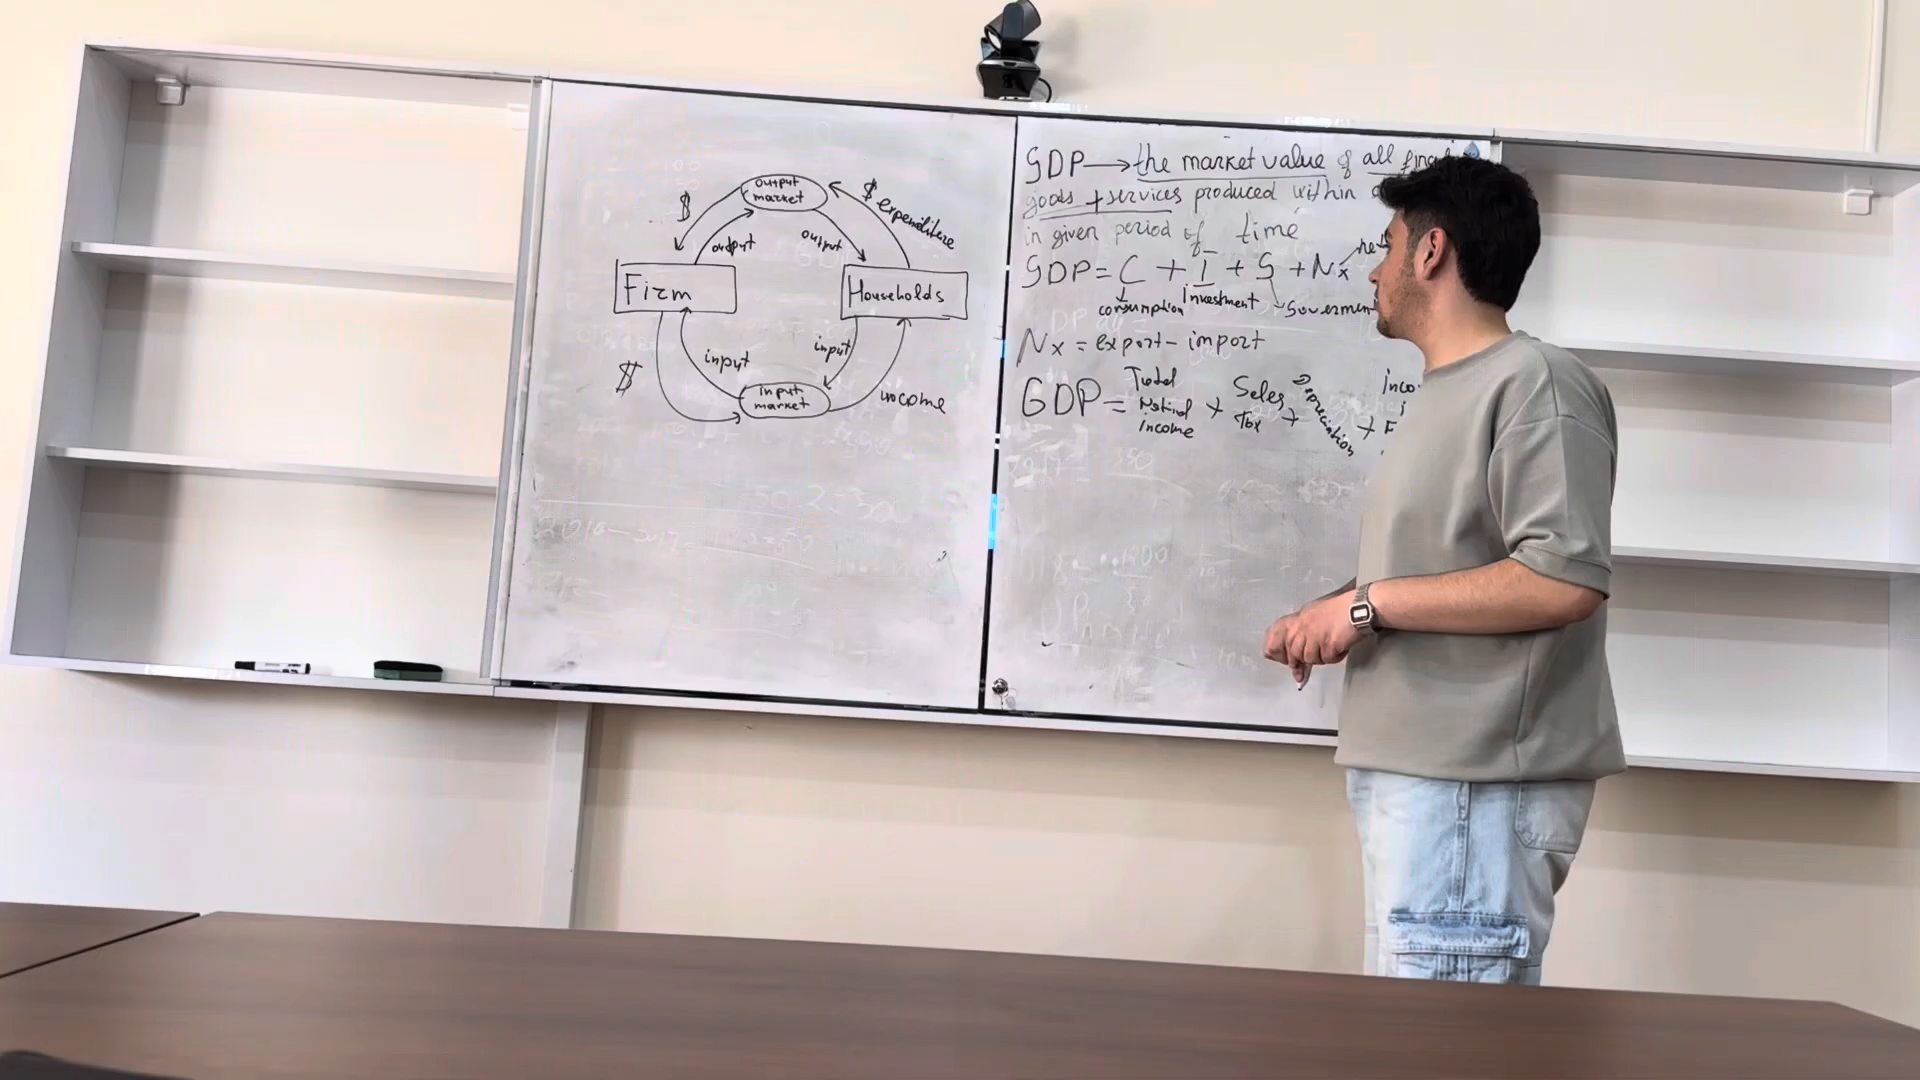 output
market
$
$ expenditure
output
output
Firm
Households
$
input
input
input
market
income
GDP → the market value of all final
goods + services produced within
in given period of time
GDP = C + I + G + Nx
consumption
investment
Goverment
Nx = export - import
GDP = Total National income + Sales Tax + Depreciation +